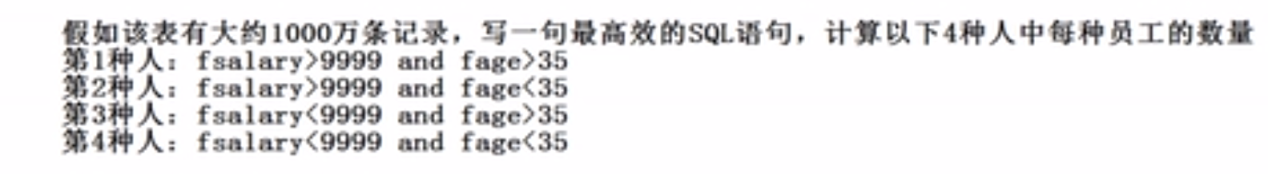 假如该表有大约1000万条记录，写一句最高效的SQL语句，计算以下4种人中每种员工的数量
第1种人：fsalary>9999 and fage>35
第2种人：fsalary>9999 and fage<35
第3种人：fsalary<9999 and fage>35
第4种人：fsalary<9999 and fage<35